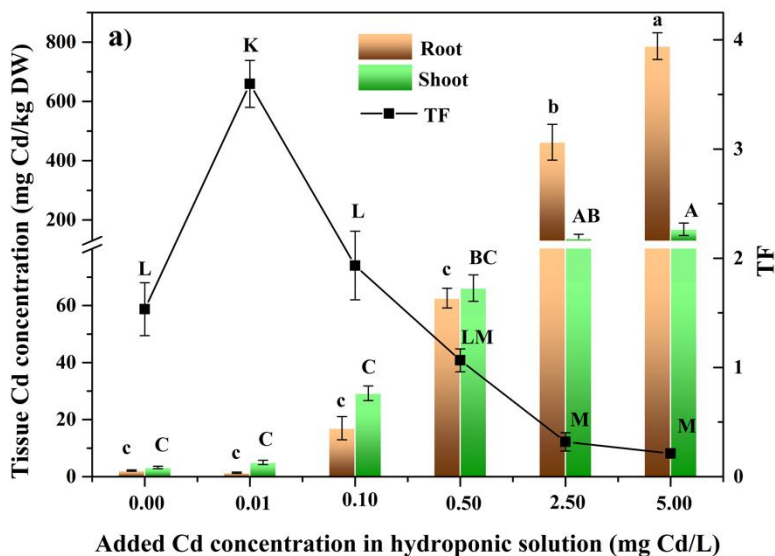 a)
Root
Shoot
TF
Tissue Cd concentration (mg Cd/kg DW)
800
600
400
200
60
40
20
0
TF
4
3
2
1
0
L
K
L
LM
M
M
c
c
c
c
b
a
C
C
C
BC
AB
A
0.00
0.01
0.10
0.50
2.50
5.00
Added Cd concentration in hydroponic solution (mg Cd/L)